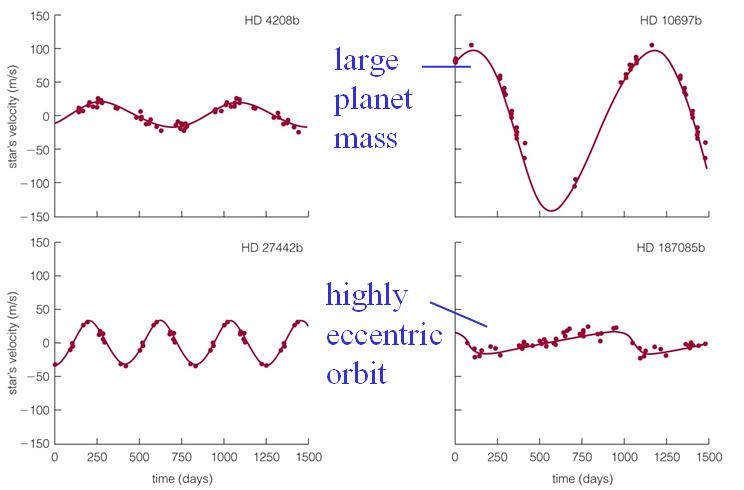 HD 4208b
150
100
50
0
−50
−100
−150
star's velocity (m/s)
HD 10697b
large
planet
mass
HD 27442b
150
100
50
0
−50
−100
−150
star's velocity (m/s)
0 250 500 750 1000 1250 1500
time (days)
HD 187085b
highly
eccentric
orbit
0 250 500 750 1000 1250 1500
time (days)